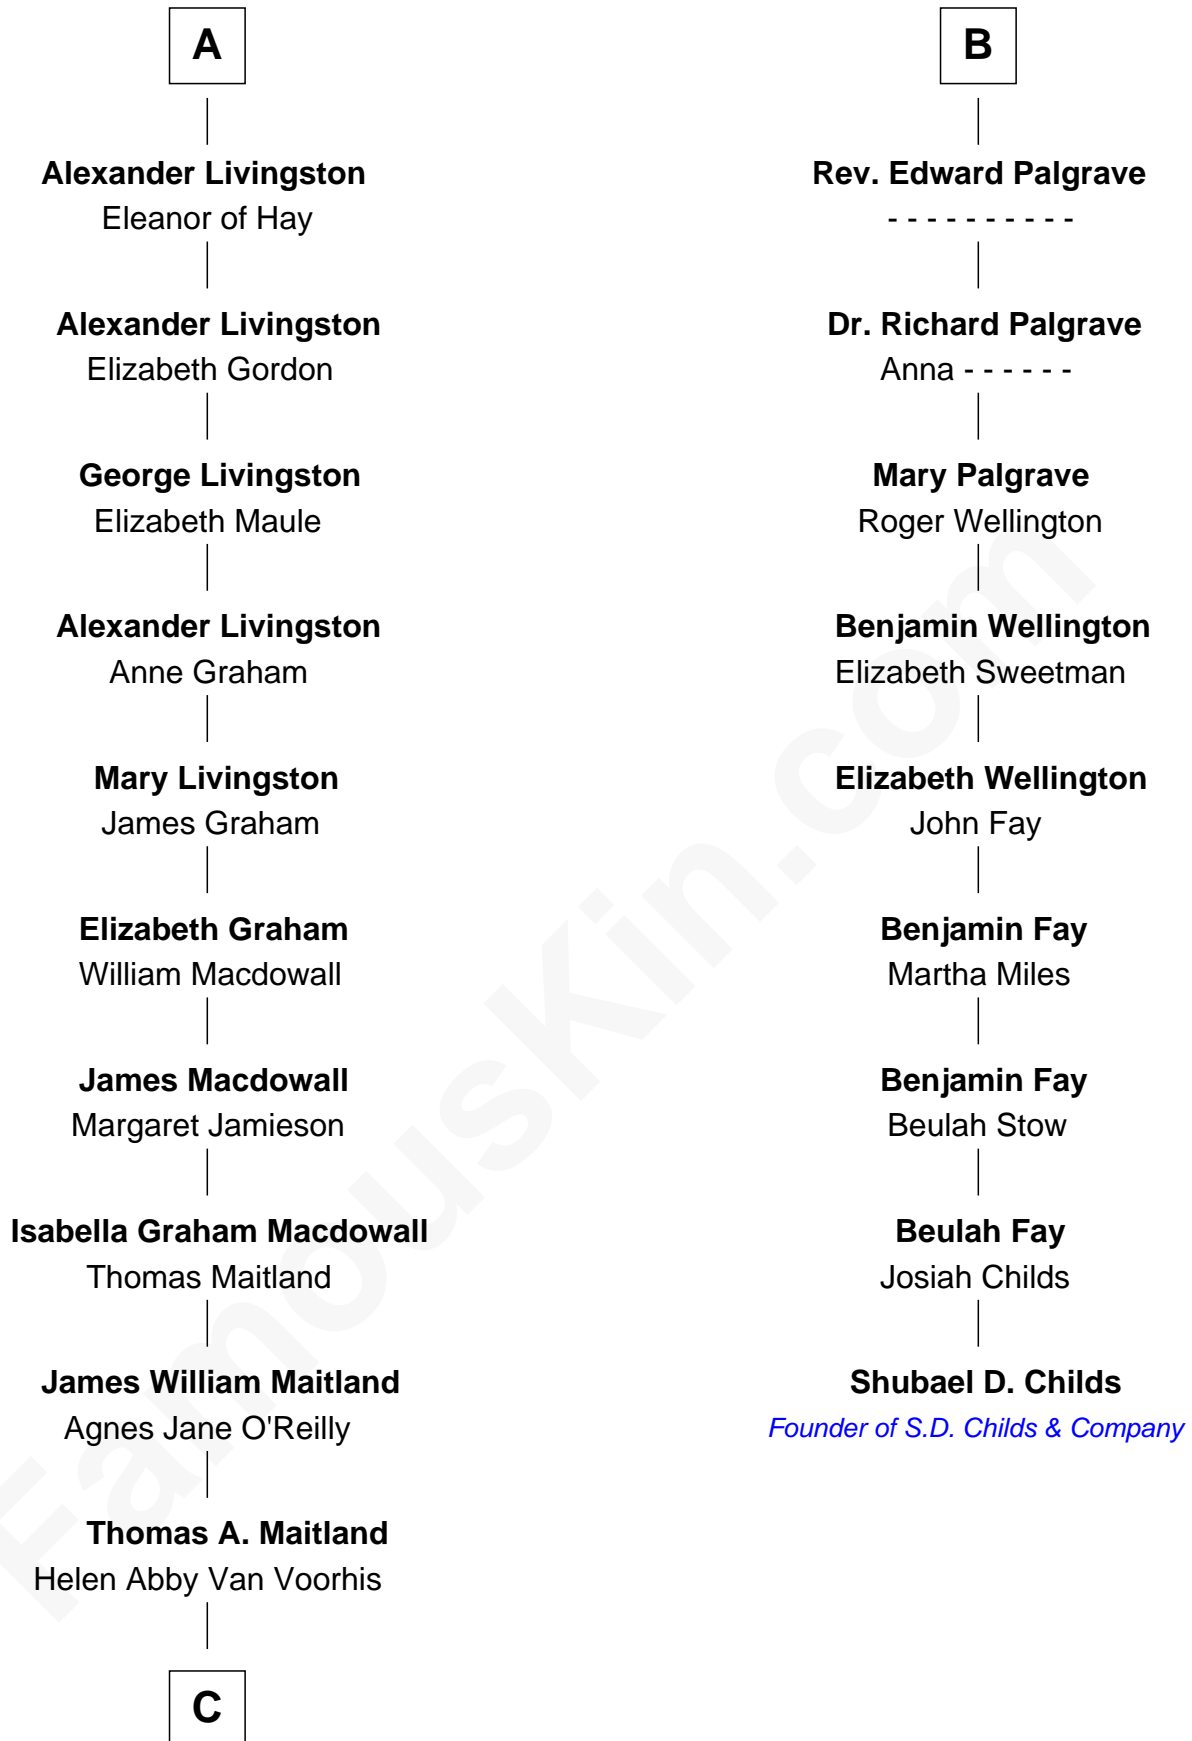 A
Alexander Livingston
Eleanor of Hay
Alexander Livingston
Elizabeth Gordon
George Livingston
Elizabeth Maule
Alexander Livingston
Anne Graham
Mary Livingston
James Graham
Elizabeth Graham
William Macdowall
James Macdowall
Margaret Jamieson
Isabella Graham Macdowall
Thomas Maitland
James William Maitland
Agnes Jane O'Reilly
Thomas A. Maitland
Helen Abby Van Voorhis
C
B
Rev. Edward Palgrave
- - - - - - - - - -
Dr. Richard Palgrave
Anna - - - - - -
Mary Palgrave
Roger Wellington
Benjamin Wellington
Elizabeth Sweetman
Elizabeth Wellington
John Fay
Benjamin Fay
Martha Miles
Benjamin Fay
Beulah Stow
Beulah Fay
Josiah Childs
Shubael D. Childs
Founder of S.D. Childs & Company
FamousKin.com